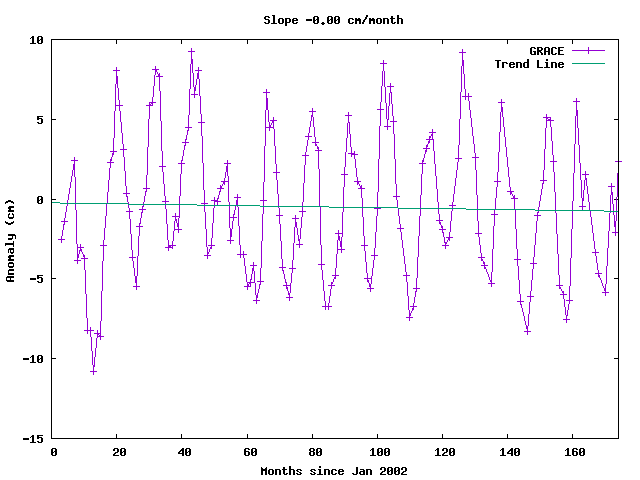 Slope -0.00 cm/month
GRACE
Trend Line
10
5
0
-5
-10
-15
Anomaly (cm)
0 20 40 60 80 100 120 140 160
Months since Jan 2002